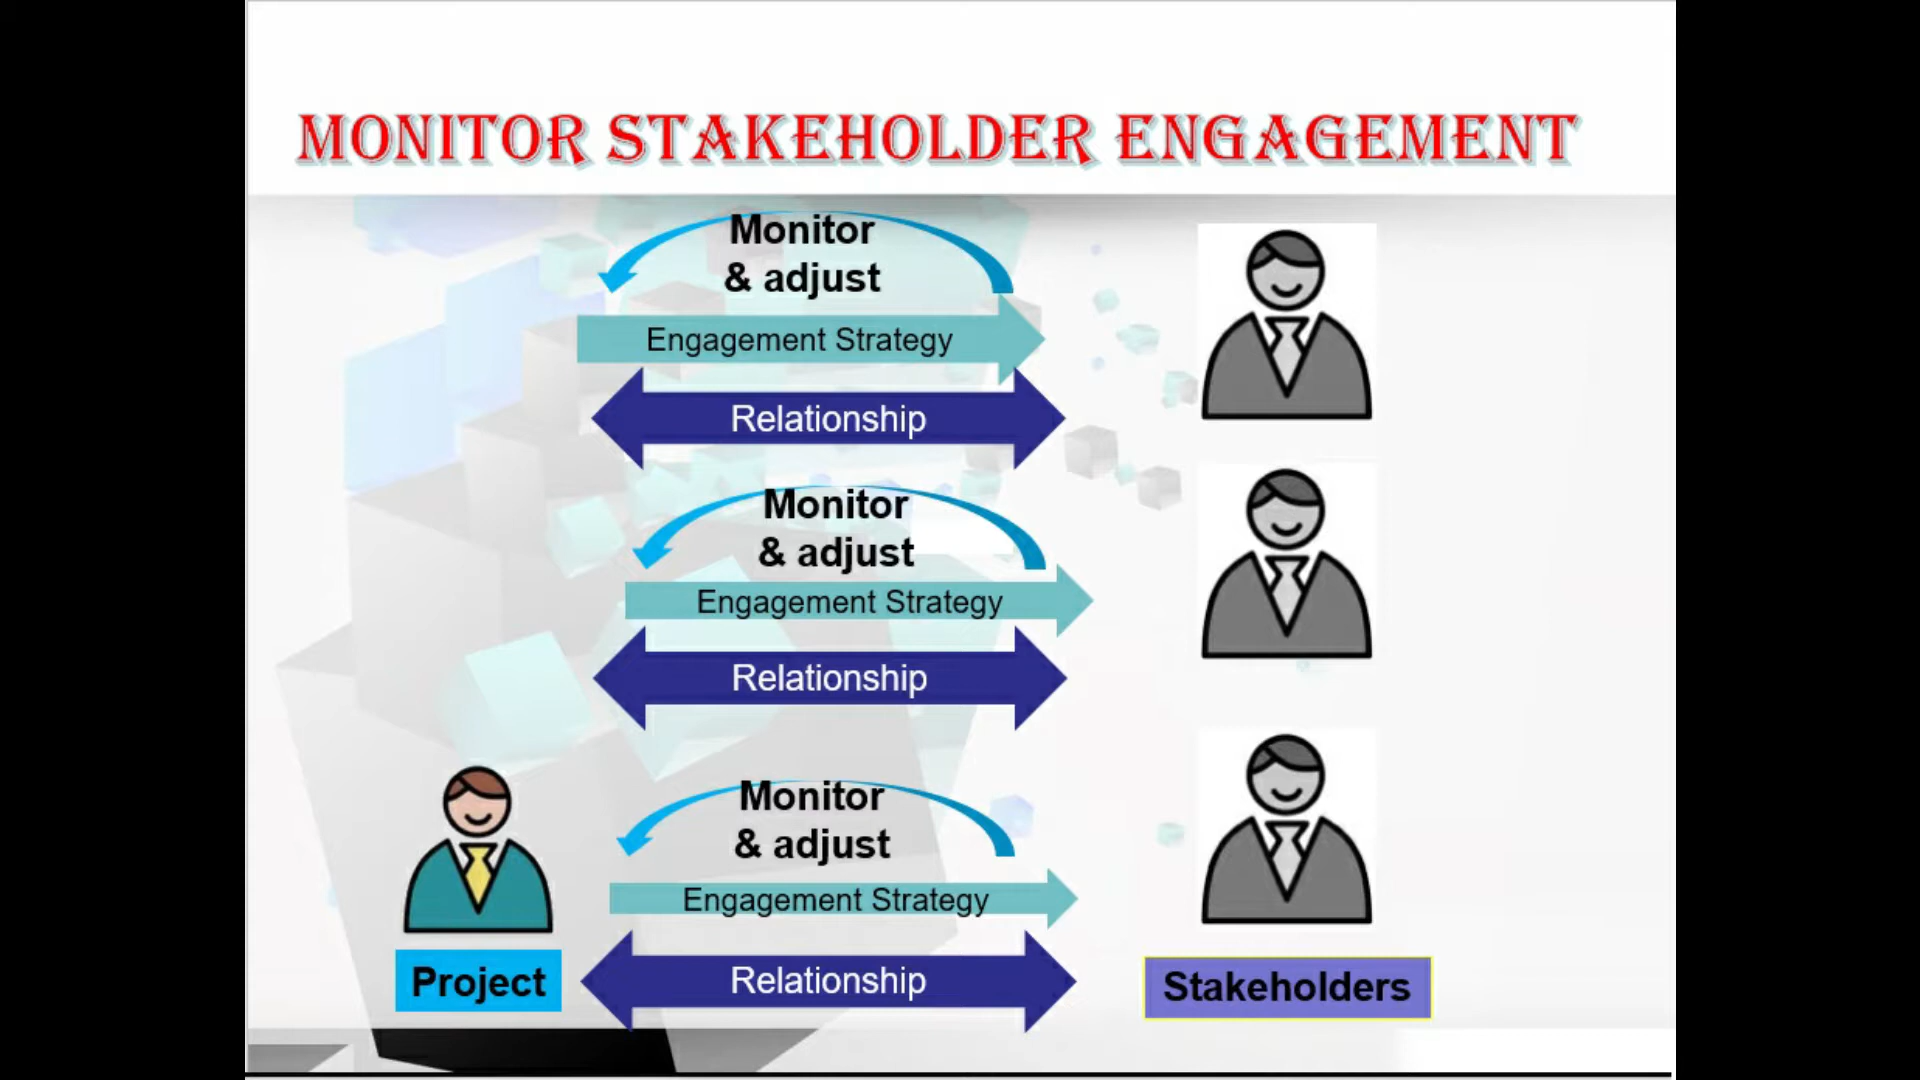 MONITOR STAKEHOLDER ENGAGEMENT
Monitor
& adjust
Engagement Strategy
Relationship
Monitor
& adjust
Engagement Strategy
Relationship
Monitor
& adjust
Engagement Strategy
Project
Relationship
Stakeholders